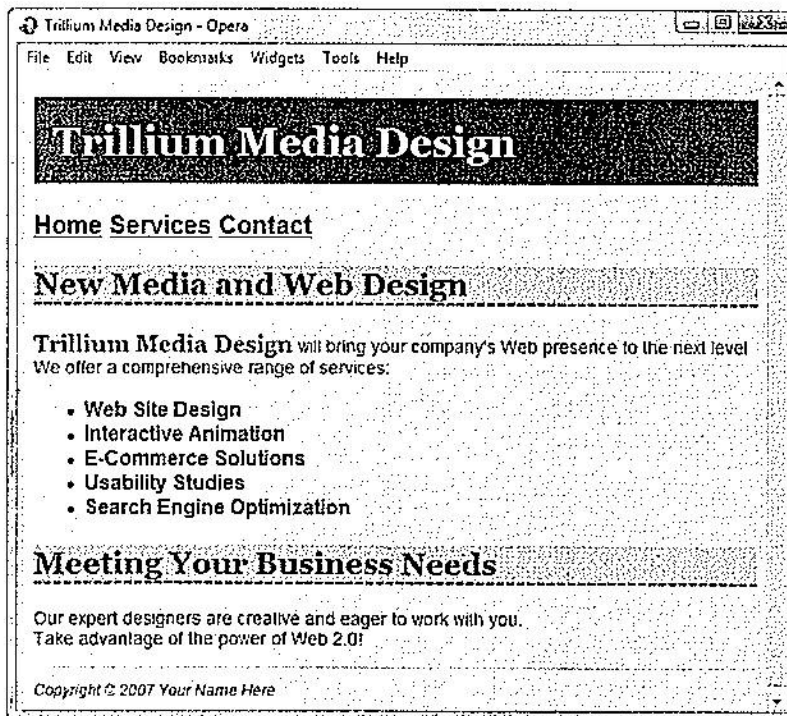 Trillium Media Design - Opera
File Edit View Bookmarks Widgets Tools Help
Trillium Media Design
Home Services Contact
New Media and Web Design
Trillium Media Design will bring your company's Web presence to the next level
We offer a comprehensive range of services:
• Web Site Design
• Interactive Animation
• E-Commerce Solutions
• Usability Studies
• Search Engine Optimization
Meeting Your Business Needs
Our expert designers are creative and eager to work with you.
Take advantage of the power of Web 2.0!
Copyright © 2007 Your Name Here